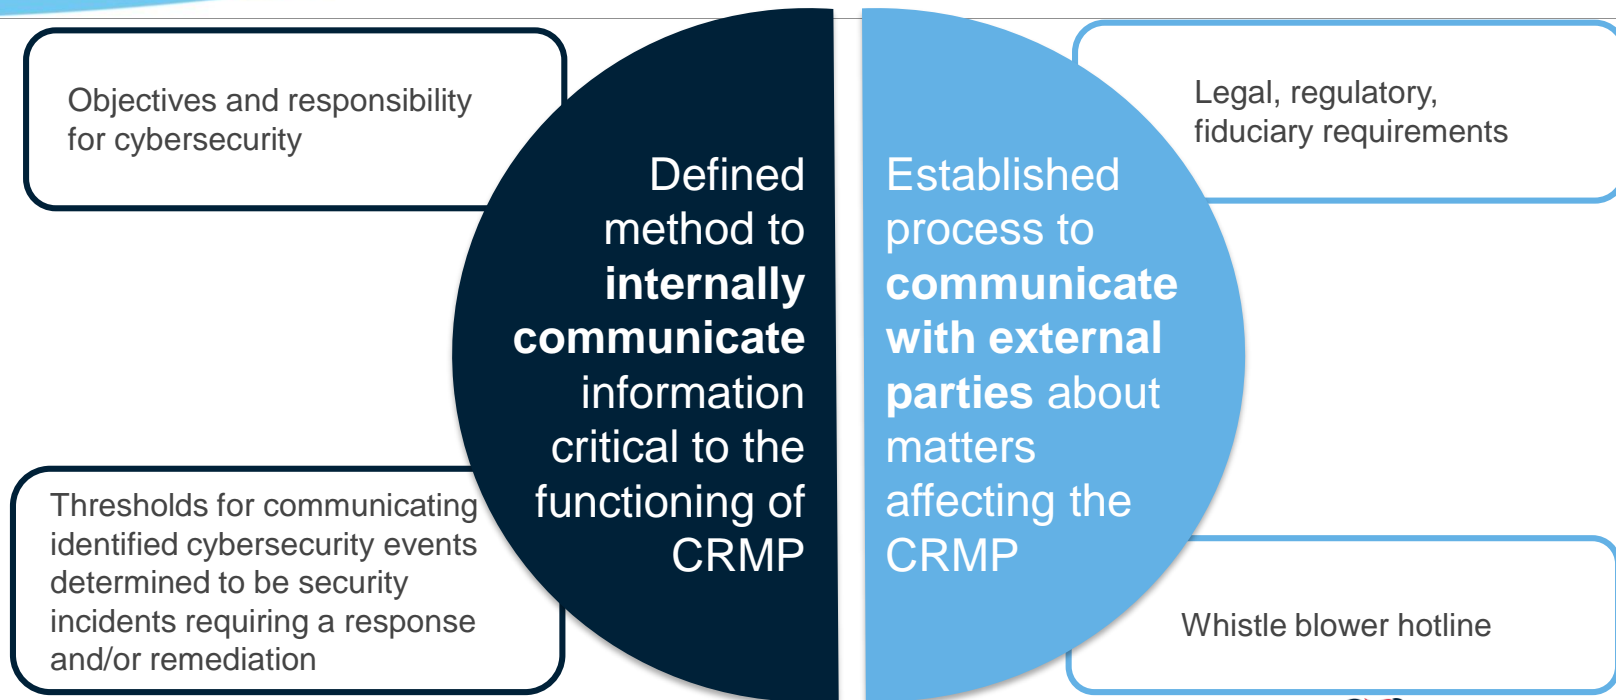 Objectives and responsibility
for cybersecurity
Thresholds for communicating
identified cybersecurity events
determined to be security
incidents requiring a response
and/or remediation
Defined
method to
internally
communicate
information
critical to the
functioning of
CRMP
Established
process to
communicate
with external
parties about
matters
affecting the
CRMP
Legal, regulatory,
fiduciary requirements
Whistle blower hotline